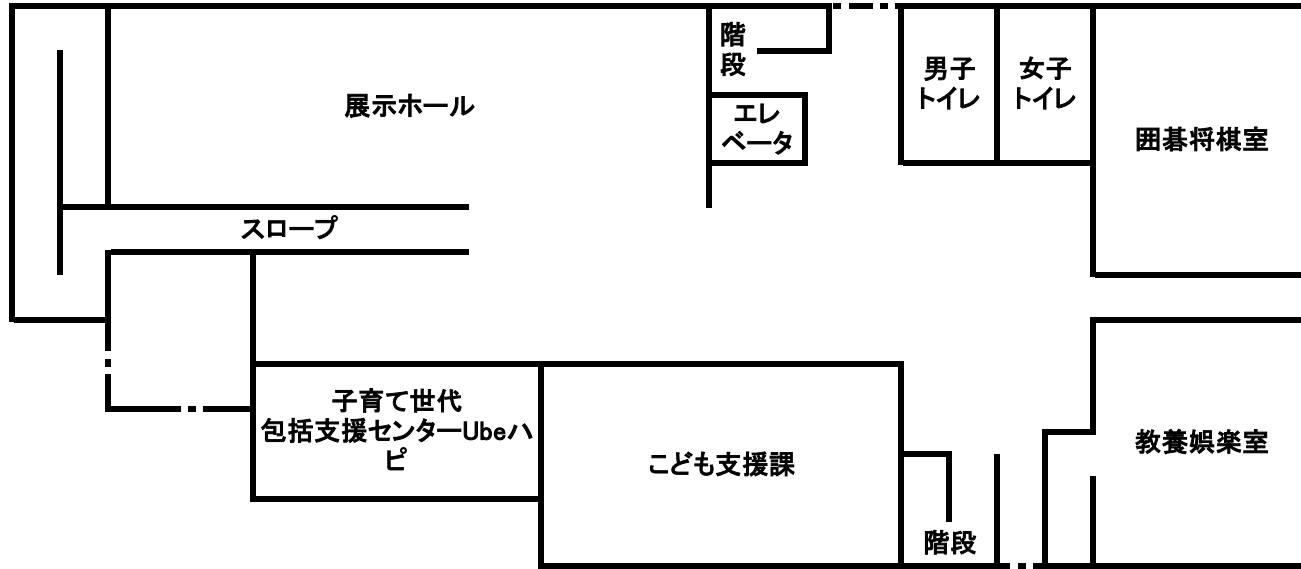 階
段
男子
トイレ
女子
トイレ
展示ホール
エレ
ベータ
囲碁将棋室
スロープ
子育て世代
包括支援センターUbeハ
ピ
こども支援課
教養娯楽室
階段